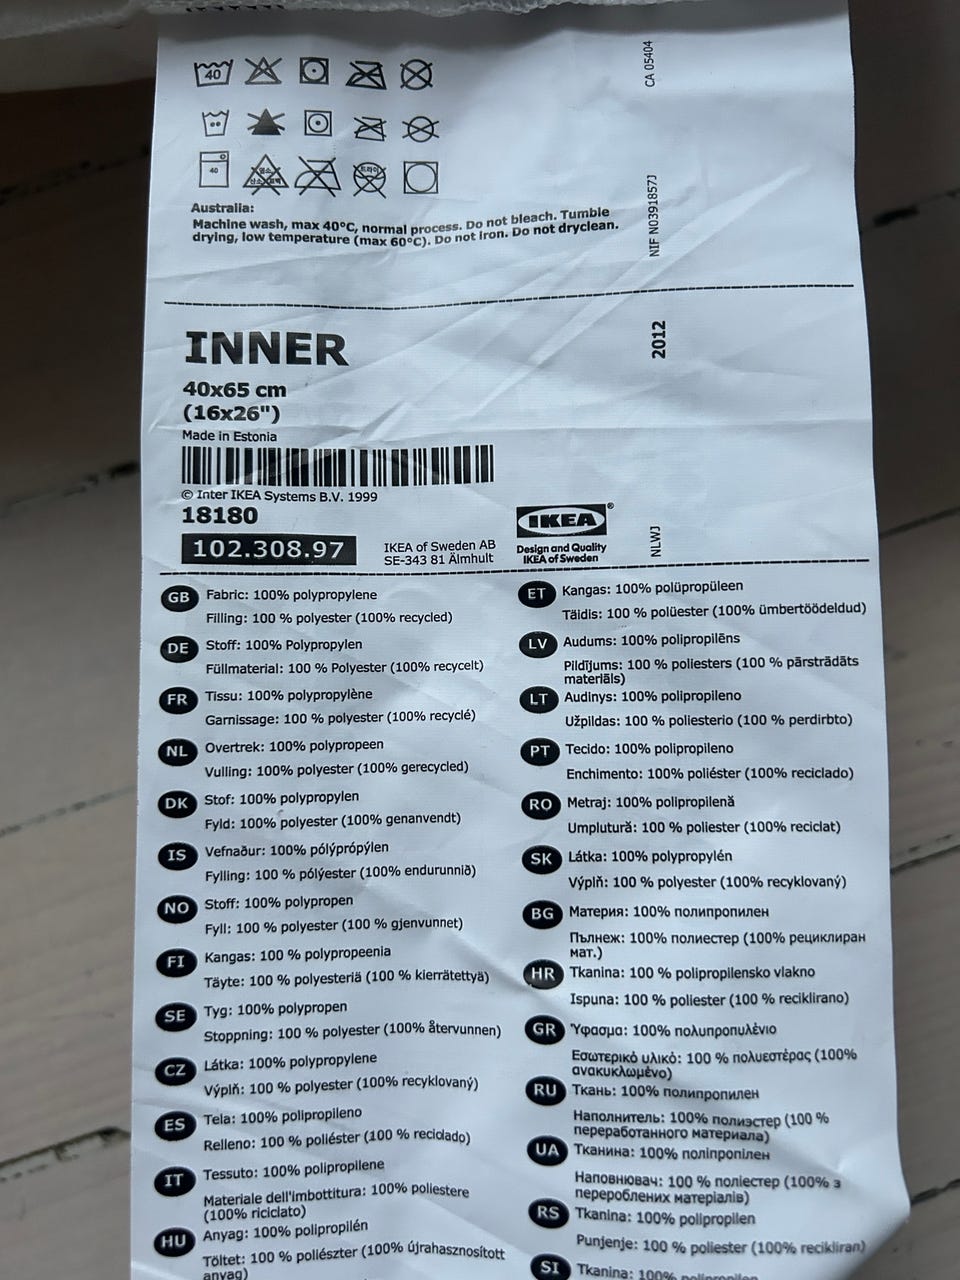 40
40
염소
산소표백
드라이
Australia:
Machine wash, max 40°C, normal process. Do not bleach. Tumble
drying, low temperature (max 60°C). Do not iron. Do not dryclean.
CA 05404
NIF N0391857J
2012
NLWJ
INNER
40x65 cm
(16x26")
Made in Estonia
© Inter IKEA Systems B.V. 1999
18180
102.308.97
IKEA of Sweden AB
SE-343 81 Älmhult
IKEA®
Design and Quality
IKEA of Sweden
GB Fabric: 100% polypropylene
Filling: 100 % polyester (100% recycled)
DE Stoff: 100% Polypropylen
Füllmaterial: 100 % Polyester (100% recycelt)
FR Tissu: 100% polypropylène
Garnissage: 100 % polyester (100% recyclé)
NL Overtrek: 100% polypropeen
Vulling: 100% polyester (100% gerecycled)
DK Stof: 100% polypropylen
Fyld: 100% polyester (100% genanvendt)
IS Vefnaður: 100% pólýprópýlen
Fylling: 100 % pólýester (100% endurunnið)
NO Stoff: 100% polypropen
Fyll: 100 % polyester (100 % gjenvunnet)
FI Kangas: 100 % polypropeenia
Täyte: 100 % polyesteriä (100 % kierrätettyä)
SE Tyg: 100% polypropen
Stoppning: 100 % polyester (100% återvunnen)
CZ Látka: 100% polypropylene
Výplň: 100 % polyester (100% recyklovaný)
ES Tela: 100% polipropileno
Relleno: 100 % poliéster (100 % reciclado)
IT Tessuto: 100% polipropilene
Materiale dell'imbottitura: 100% poliestere
(100% riciclato)
HU Anyag: 100% polipropilén
Töltet: 100 % poliészter (100% újrahasznosított
anyag)
ET Kangas: 100% polüpropüleen
Täidis: 100 % polüester (100% ümbertöödeldud)
LV Audums: 100% polipropilēns
Pildījums: 100 % poliesters (100 % pārstrādāts
materiāls)
LT Audinys: 100% polipropileno
Užpildas: 100 % poliesterio (100 % perdirbto)
PT Tecido: 100% polipropileno
Enchimento: 100% poliéster (100% reciclado)
RO Metraj: 100% polipropilenă
Umplutură: 100 % poliester (100% reciclat)
SK Látka: 100% polypropylén
Výplň: 100 % polyester (100% recyklovaný)
BG Материя: 100% полипропилен
Пълнеж: 100% полиестер (100% рециклиран
мат.)
HR Tkanina: 100 % polipropilensko vlakno
Ispuna: 100 % poliester (100 % reciklirano)
GR Ύφασμα: 100% πολυπροπυλένιο
Εσωτερικό υλικό: 100 % πολυεστέρας (100%
ανακυκλωμένο)
RU Ткань: 100% полипропилен
Наполнитель: 100% полиэстер (100 %
переработанного материала)
UA Тканина: 100% поліпропілен
Наповнювач: 100 % поліестер (100% з
перероблених матеріалів)
RS Tkanina: 100% polipropilen
Punjenje: 100 % poliester (100% recikliran)
SI Tkanina: 100% polipropilen